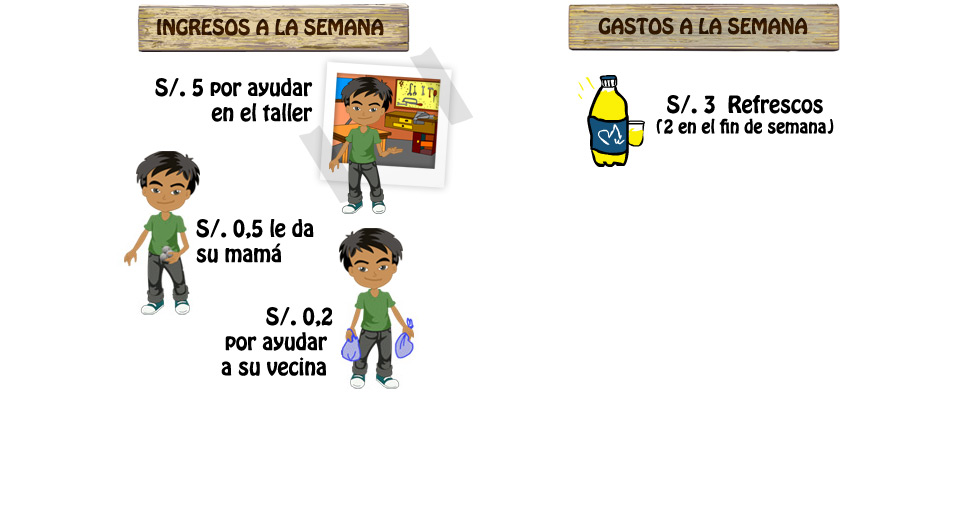 INGRESOS A LA SEMANA
S/. 5 por ayudar
en el taller
S/. 0,5 le da
su mamá
S/. 0,2
por ayudar
a su vecina
GASTOS A LA SEMANA
S/. 3 Refrescos
(2 en el fin de semana)